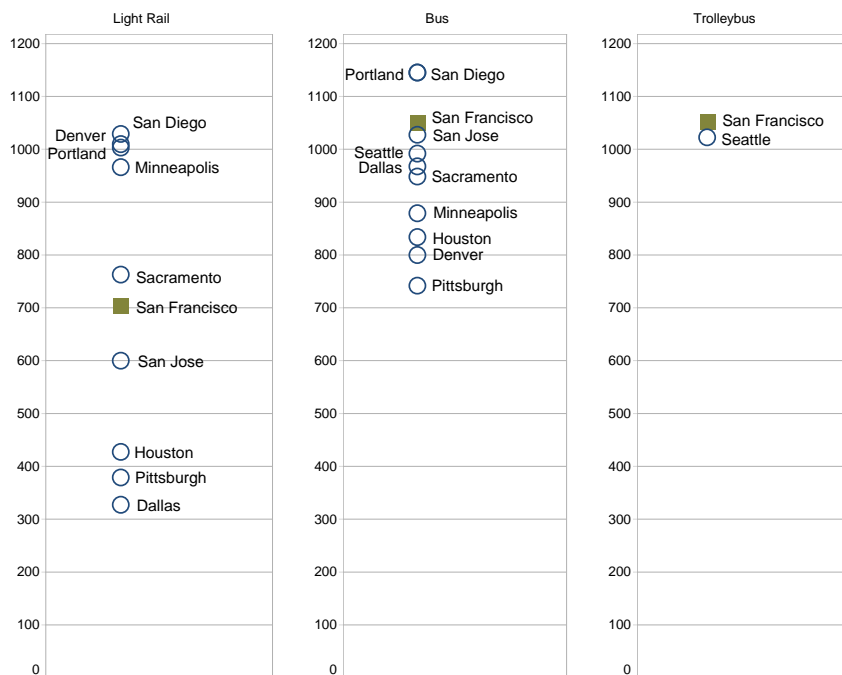 Light Rail
1200
1100
1000
900
800
700
600
500
400
300
200
100
0
San Diego
Denver
Portland
Minneapolis
Sacramento
San Francisco
San Jose
Houston
Pittsburgh
Dallas
Bus
1200
1100
1000
900
800
700
600
500
400
300
200
100
0
Portland San Diego
San Francisco
San Jose
Seattle
Dallas
Sacramento
Minneapolis
Houston
Denver
Pittsburgh
Trolleybus
1200
1100
1000
900
800
700
600
500
400
300
200
100
0
San Francisco
Seattle